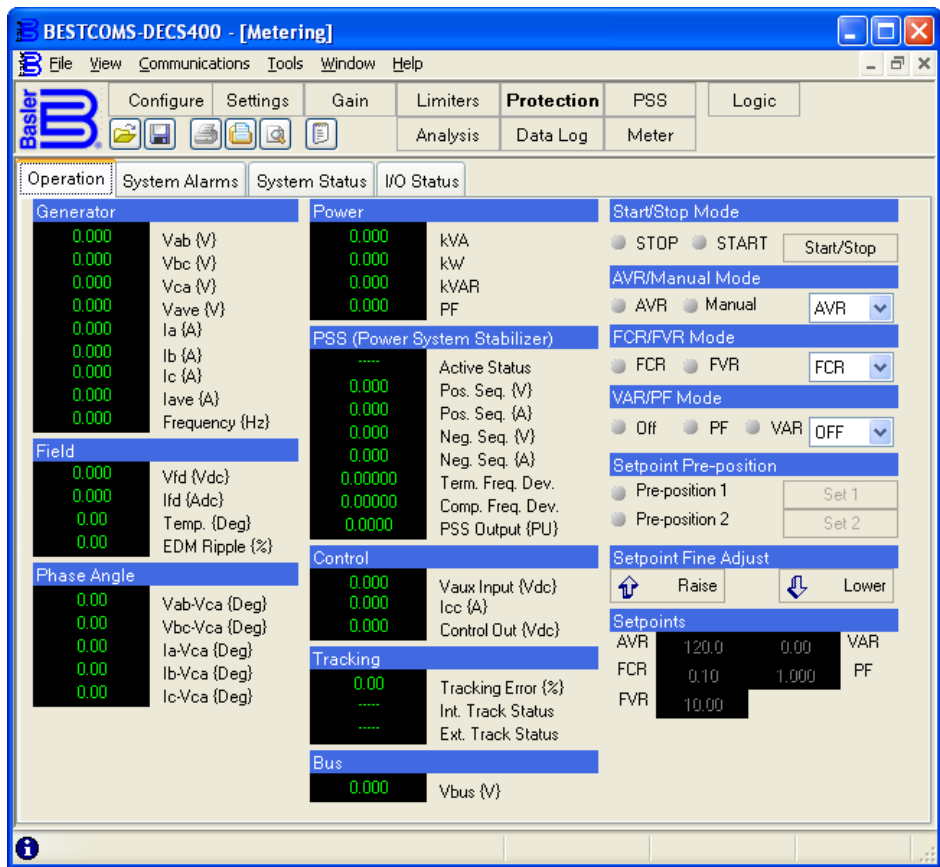 BESTCOMS-DECS400 - [Metering]
File View Communications Tools Window Help
Basler
Configure Settings Gain Limiters Protection PSS Logic
Analysis Data Log Meter
Operation System Alarms System Status I/O Status
Generator
0.000 Vab {V}
0.000 Vbc {V}
0.000 Vca {V}
0.000 Vave {V}
0.000 Ia {A}
0.000 Ib {A}
0.000 Ic {A}
0.000 Iave {A}
0.000 Frequency {Hz}
Field
0.000 Vfd {Vdc}
0.000 Ifd {Adc}
0.00 Temp. {Deg}
0.00 EDM Ripple {%}
Phase Angle
0.00 Vab-Vca {Deg}
0.00 Vbc-Vca {Deg}
0.00 Ia-Vca {Deg}
0.00 Ib-Vca {Deg}
0.00 Ic-Vca {Deg}
Power
0.000 kVA
0.000 kW
0.000 kVAR
0.000 PF
PSS (Power System Stabilizer)
----- Active Status
0.000 Pos. Seq. {V}
0.000 Pos. Seq. {A}
0.000 Neg. Seq. {V}
0.000 Neg. Seq. {A}
0.00000 Term. Freq. Dev.
0.00000 Comp. Freq. Dev.
0.0000 PSS Output {PU}
Control
0.000 Vaux Input {Vdc}
0.000 Icc {A}
0.000 Control Out {Vdc}
Tracking
0.00 Tracking Error {%}
----- Int. Track Status
----- Ext. Track Status
Bus
0.000 Vbus {V}
Start/Stop Mode
STOP START Start/Stop
AVR/Manual Mode
AVR Manual AVR
FCR/FVR Mode
FCR FVR FCR
VAR/PF Mode
Off PF VAR OFF
Setpoint Pre-position
Pre-position 1 Set 1
Pre-position 2 Set 2
Setpoint Fine Adjust
Raise Lower
Setpoints
AVR 120.0 0.00 VAR
FCR 0.10 1.000 PF
FVR 10.00